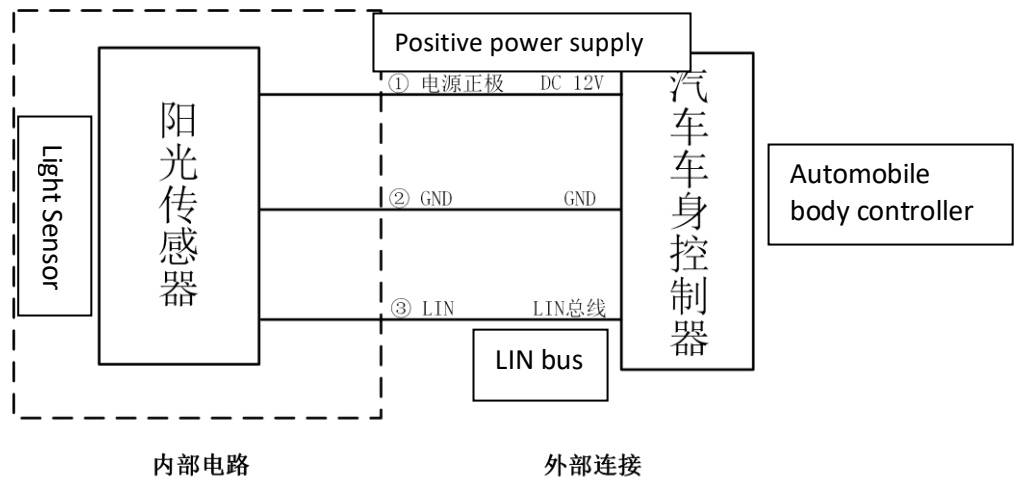 Positive power supply
① 电源正极 DC 12V
阳光传感器
Light Sensor
汽车车身控制器
Automobile
body controller
② GND GND
③ LIN LIN总线
LIN bus
内部电路 外部连接